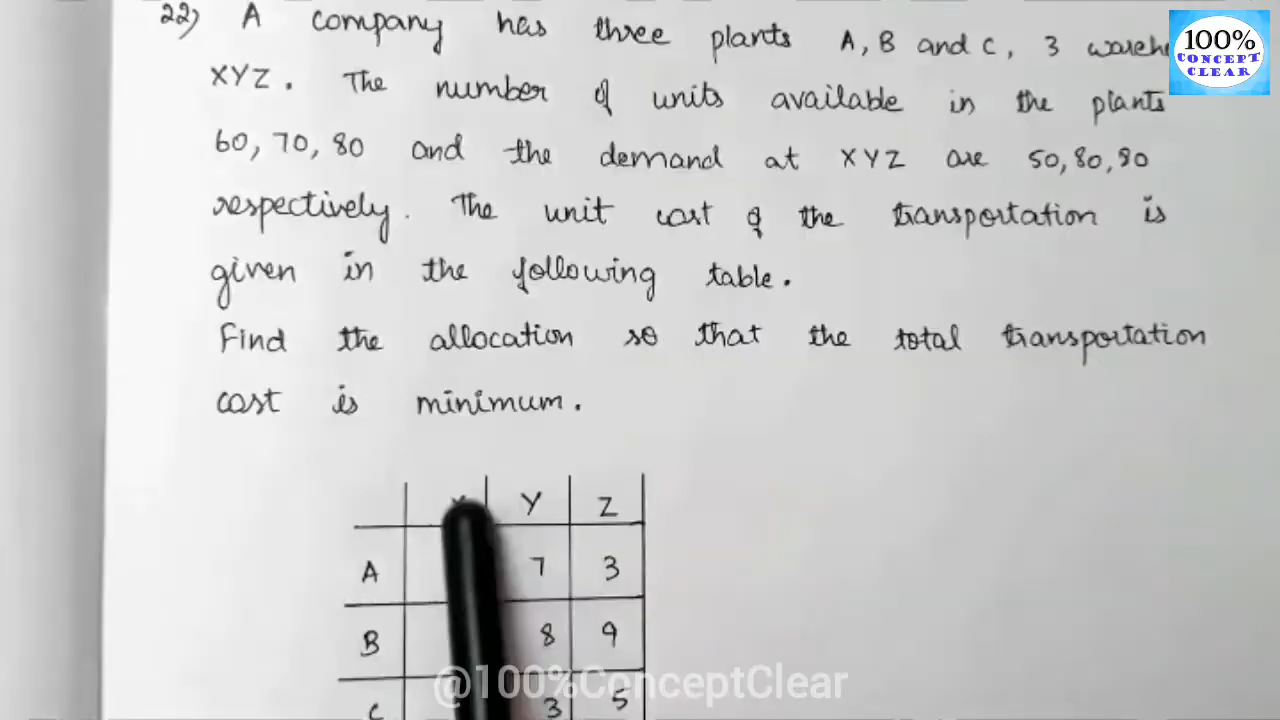 22) A company has three plants A, B and C, 3
XYZ. The number of units available in the plants
60, 70, 80 and the demand at XYZ are 50, 80, 80
respectively. The unit cost of the transportation is
given in the following table.
Find the allocation so that the total transportation
cost is minimum.
Y Z
A 7 3
B 8 9
C 3 5
100%
CONCEPT
CLEAR
@100%ConceptClear